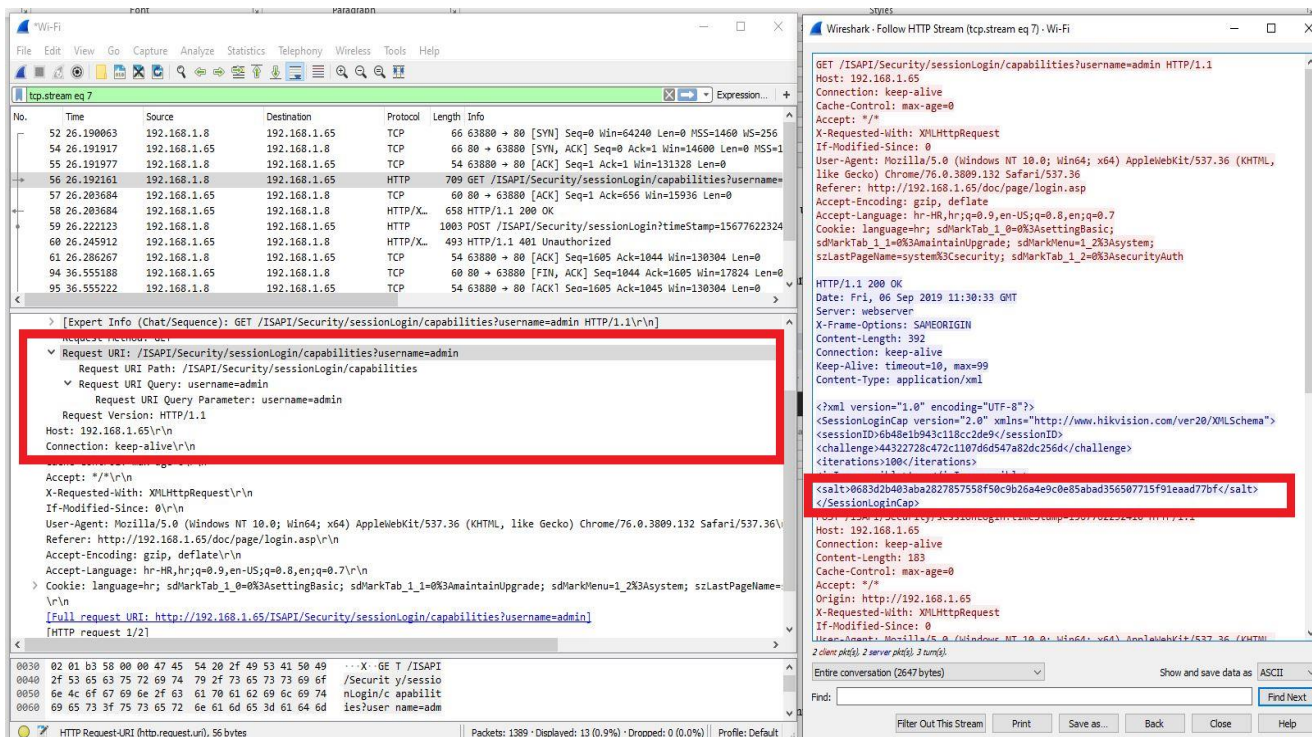 Font
Paragraph
Styles
*Wi-Fi
File Edit View Go Capture Analyze Statistics Telephony Wireless Tools Help
tcp.stream eq 7
Expression... +
No. Time Source Destination Protocol Length Info
52 26.190063 192.168.1.8 192.168.1.65 TCP 66 63880 → 80 [SYN] Seq=0 Win=64240 Len=0 MSS=1460 WS=256
54 26.191917 192.168.1.65 192.168.1.8 TCP 66 80 → 63880 [SYN, ACK] Seq=0 Ack=1 Win=14600 Len=0 MSS=1
55 26.191977 192.168.1.8 192.168.1.65 TCP 54 63880 → 80 [ACK] Seq=1 Ack=1 Win=131328 Len=0
56 26.192161 192.168.1.8 192.168.1.65 HTTP 709 GET /ISAPI/Security/sessionLogin/capabilities?username=
57 26.203684 192.168.1.65 192.168.1.8 TCP 60 80 → 63880 [ACK] Seq=1 Ack=656 Win=15936 Len=0
58 26.203684 192.168.1.65 192.168.1.8 HTTP/X… 658 HTTP/1.1 200 OK
59 26.222123 192.168.1.8 192.168.1.65 HTTP 1003 POST /ISAPI/Security/sessionLogin?timeStamp=15677622324
60 26.245912 192.168.1.65 192.168.1.8 HTTP/X… 493 HTTP/1.1 401 Unauthorized
61 26.286267 192.168.1.8 192.168.1.65 TCP 54 63880 → 80 [ACK] Seq=1605 Ack=1044 Win=130304 Len=0
94 36.555188 192.168.1.65 192.168.1.8 TCP 60 80 → 63880 [FIN, ACK] Seq=1044 Ack=1605 Win=17824 Len=0
95 36.555222 192.168.1.8 192.168.1.65 TCP 54 63880 → 80 [ACK] Seq=1605 Ack=1045 Win=130304 Len=0
[Expert Info (Chat/Sequence): GET /ISAPI/Security/sessionLogin/capabilities?username=admin HTTP/1.1\r\n]
Request Method: GET
Request URI: /ISAPI/Security/sessionLogin/capabilities?username=admin
Request URI Path: /ISAPI/Security/sessionLogin/capabilities
Request URI Query: username=admin
Request URI Query Parameter: username=admin
Request Version: HTTP/1.1
Host: 192.168.1.65\r\n
Connection: keep-alive\r\n
Accept: */*\r\n
X-Requested-With: XMLHttpRequest\r\n
If-Modified-Since: 0\r\n
User-Agent: Mozilla/5.0 (Windows NT 10.0; Win64; x64) AppleWebKit/537.36 (KHTML, like Gecko) Chrome/76.0.3809.132 Safari/537.36\
Referer: http://192.168.1.65/doc/page/login.asp\r\n
Accept-Encoding: gzip, deflate\r\n
Accept-Language: hr-HR,hr;q=0.9,en-US;q=0.8,en;q=0.7\r\n
Cookie: language=hr; sdMarkTab_1_0=0%3AsettingBasic; sdMarkTab_1_1=0%3AmaintainUpgrade; sdMarkMenu=1_2%3Asystem; szLastPageName=
\r\n
[Full request URI: http://192.168.1.65/ISAPI/Security/sessionLogin/capabilities?username=admin]
[HTTP request 1/2]
0030 02 01 b3 58 00 00 47 45 54 20 2f 49 53 41 50 49 ···X··GE T /ISAPI
0040 2f 53 65 63 75 72 69 74 79 2f 73 65 73 73 69 6f /Securit y/sessio
0050 6e 4c 6f 67 69 6e 2f 63 61 70 61 62 69 6c 69 74 nLogin/c apabilit
0060 69 65 73 3f 75 73 65 72 6e 61 6d 65 3d 61 64 6d ies?user name=adm
HTTP Request-URI (http.request.uri), 56 bytes
Packets: 1389 · Displayed: 13 (0.9%) · Dropped: 0 (0.0%)
Profile: Default
Wireshark · Follow HTTP Stream (tcp.stream eq 7) · Wi-Fi
GET /ISAPI/Security/sessionLogin/capabilities?username=admin HTTP/1.1
Host: 192.168.1.65
Connection: keep-alive
Cache-Control: max-age=0
Accept: */*
X-Requested-With: XMLHttpRequest
If-Modified-Since: 0
User-Agent: Mozilla/5.0 (Windows NT 10.0; Win64; x64) AppleWebKit/537.36 (KHTML,
like Gecko) Chrome/76.0.3809.132 Safari/537.36
Referer: http://192.168.1.65/doc/page/login.asp
Accept-Encoding: gzip, deflate
Accept-Language: hr-HR,hr;q=0.9,en-US;q=0.8,en;q=0.7
Cookie: language=hr; sdMarkTab_1_0=0%3AsettingBasic;
sdMarkTab_1_1=0%3AmaintainUpgrade; sdMarkMenu=1_2%3Asystem;
szLastPageName=system%3Csecurity; sdMarkTab_1_2=0%3AsecurityAuth
HTTP/1.1 200 OK
Date: Fri, 06 Sep 2019 11:30:33 GMT
Server: webserver
X-Frame-Options: SAMEORIGIN
Content-Length: 392
Connection: keep-alive
Keep-Alive: timeout=10, max=99
Content-Type: application/xml
<?xml version="1.0" encoding="UTF-8"?>
<SessionLoginCap version="2.0" xmlns="http://www.hikvision.com/ver20/XMLSchema">
<sessionID>6b48e1b943c118cc2de9</sessionID>
<challenge>44322728c472c1107d6d547a82dc256d</challenge>
<iterations>100</iterations>
<salt>0683d2b403aba2827857558f50c9b26a4e9c0e85abad356507715f91eaad77bf</salt>
</SessionLoginCap>
Host: 192.168.1.65
Connection: keep-alive
Content-Length: 183
Cache-Control: max-age=0
Accept: */*
Origin: http://192.168.1.65
X-Requested-With: XMLHttpRequest
If-Modified-Since: 0
User-Agent: Mozilla/5.0 (Windows NT 10.0; Win64; x64) AppleWebKit/537.36 (KHTML
2 client pkt(s), 2 server pkt(s), 3 turn(s).
Entire conversation (2647 bytes)
Show and save data as ASCII
Find:
Find Next
Filter Out This Stream Print Save as... Back Close Help